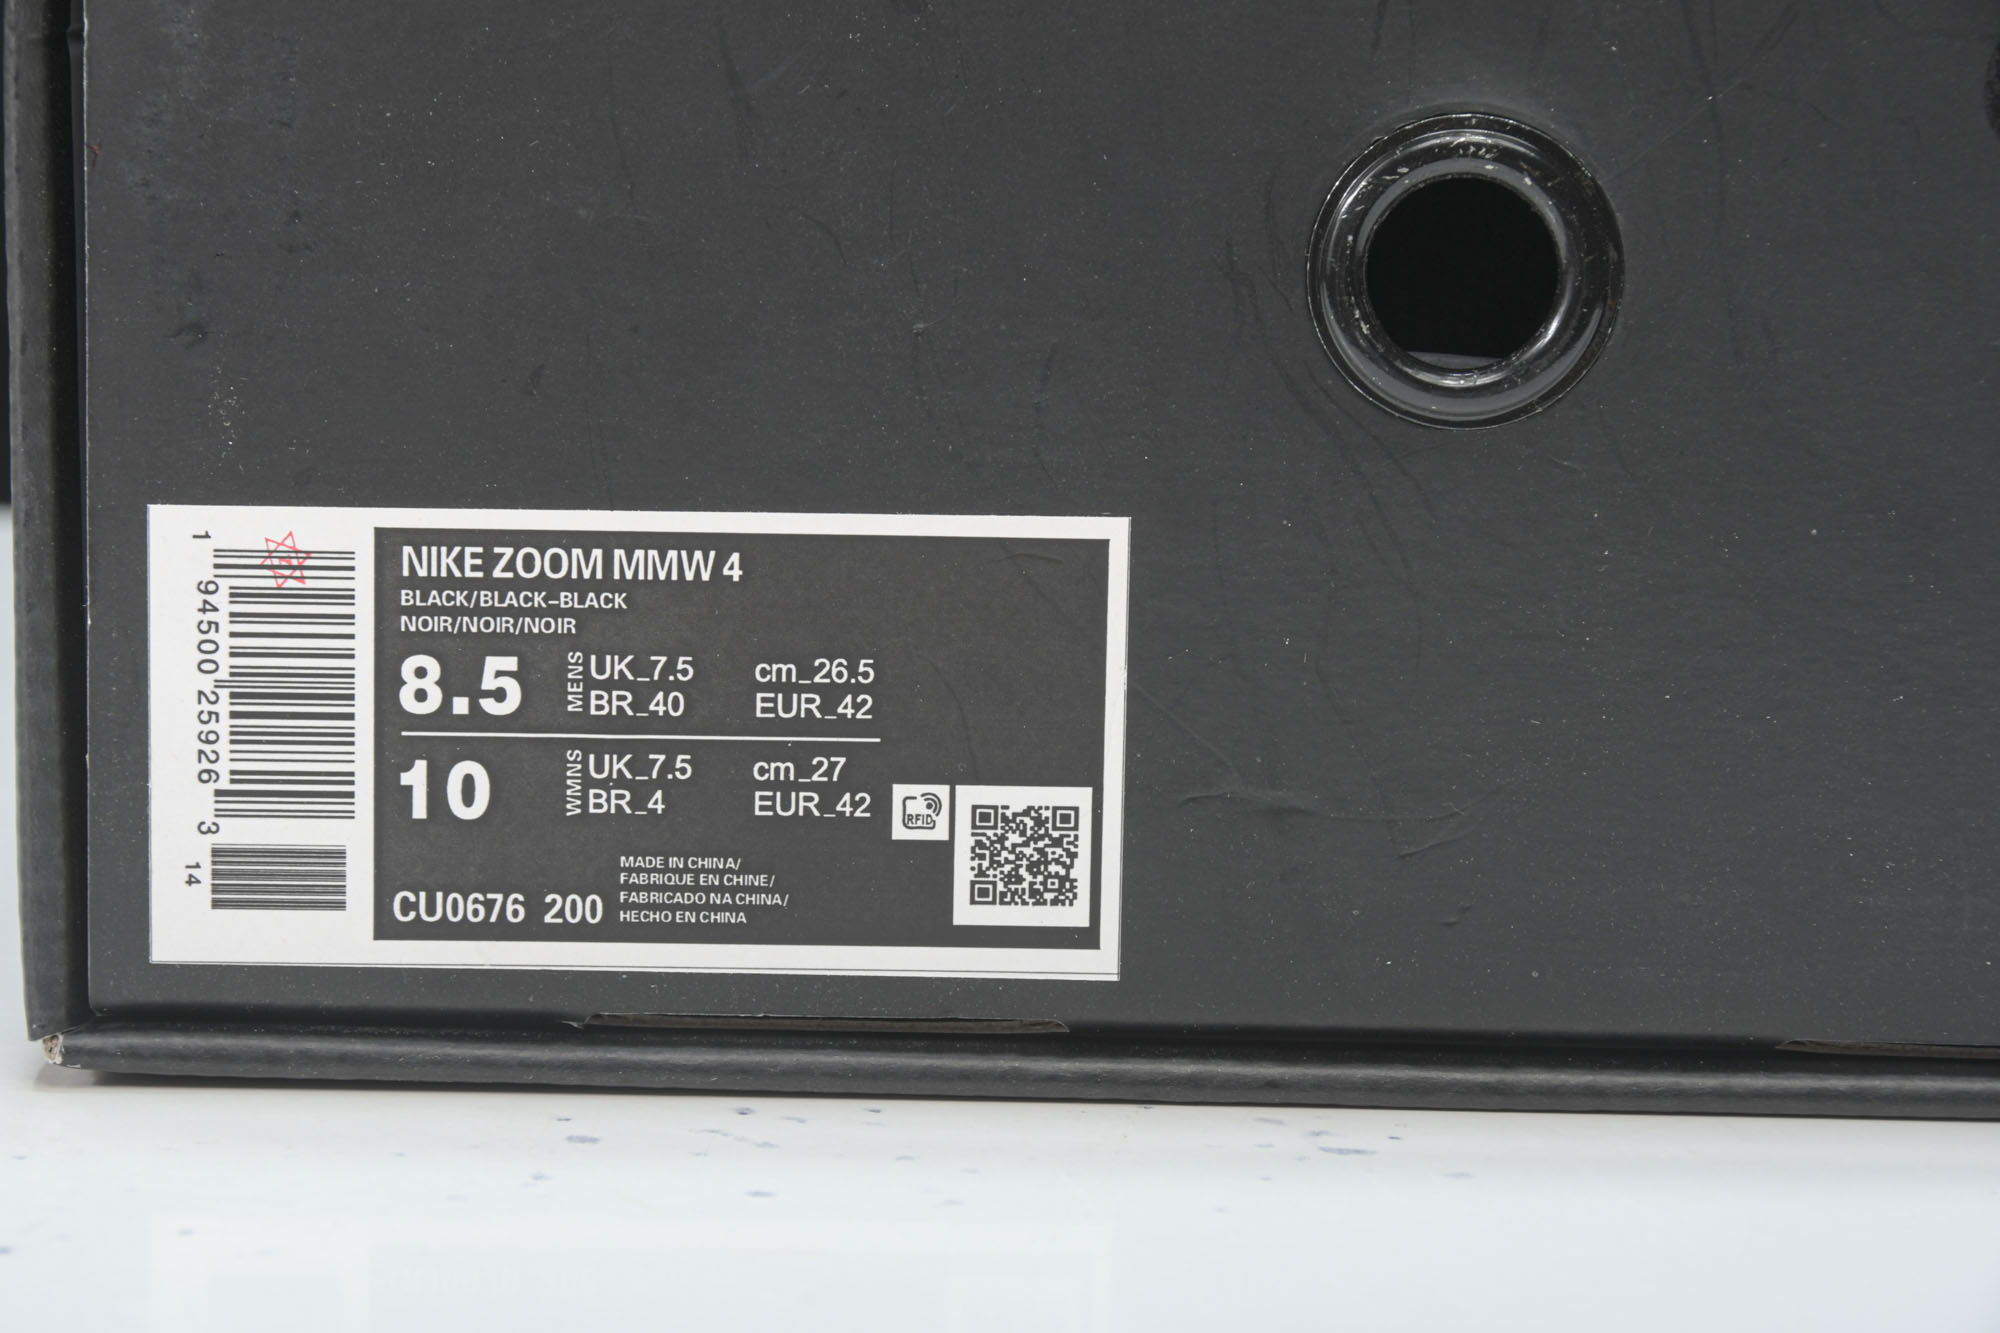 NIKE ZOOM MMW 4
BLACK/BLACK-BLACK
NOIR/NOIR/NOIR
8.5 MENS UK_7.5 cm_26.5
BR_40 EUR_42
10 WMNS UK_7.5 cm_27
BR_4 EUR_42
RFID
MADE IN CHINA/
FABRIQUE EN CHINE/
FABRICADO NA CHINA/
HECHO EN CHINA
CU0676 200
1 94500 25926 3
14